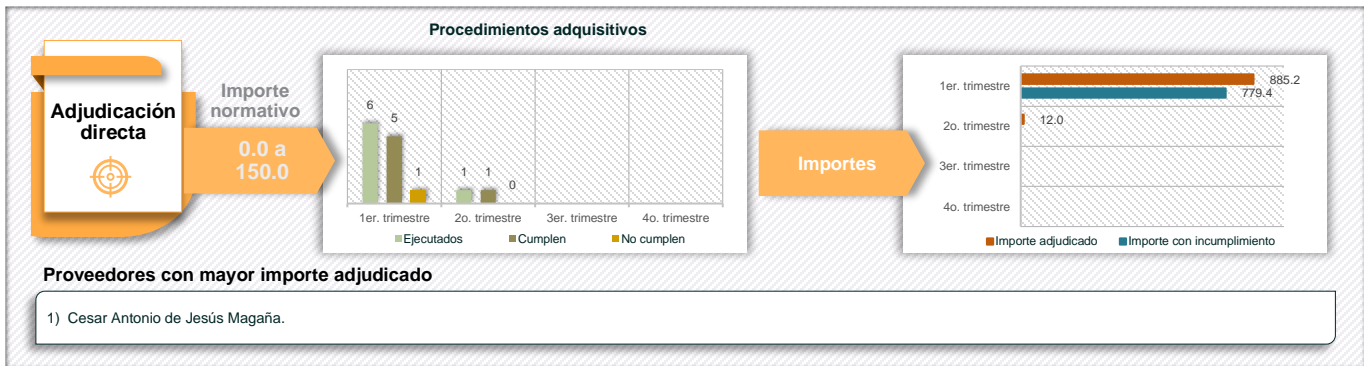 Procedimientos adquisitivos
Adjudicación
directa
Importe
normativo
0.0 a
150.0
6
5
1
1
1
0
1er. trimestre
2o. trimestre
3er. trimestre
4o. trimestre
Ejecutados
Cumplen
No cumplen
Importes
1er. trimestre
885.2
779.4
2o. trimestre
12.0
3er. trimestre
4o. trimestre
Importe adjudicado
Importe con incumplimiento
Proveedores con mayor importe adjudicado
1) Cesar Antonio de Jesús Magaña.